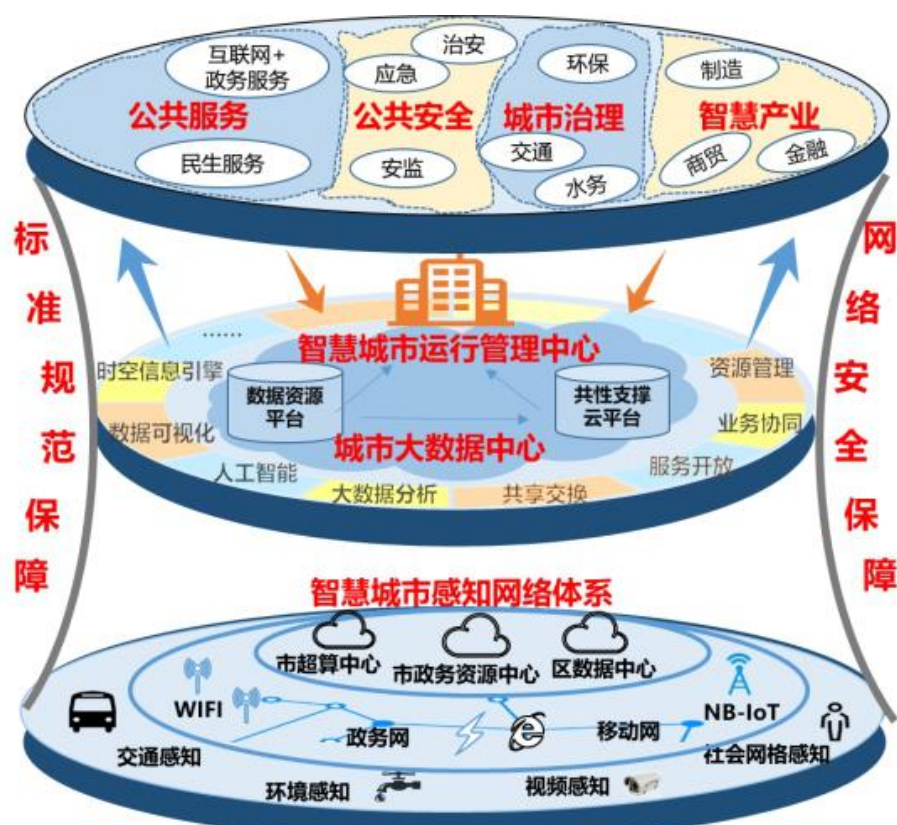 互联网+
政务服务
治安
应急
环保
制造
公共服务
公共安全
城市治理
智慧产业
民生服务
安监
交通
水务
商贸
金融
标准规范保障
网络安全保障
……
智慧城市运行管理中心
时空信息引擎
数据资源
平台
共性支撑
云平台
资源管理
数据可视化
城市大数据中心
业务协同
人工智能
服务开放
大数据分析
共享交换
智慧城市感知网络体系
市超算中心
市政务资源中心
区数据中心
WIFI
政务网
移动网
NB-IoT
交通感知
社会网格感知
环境感知
视频感知